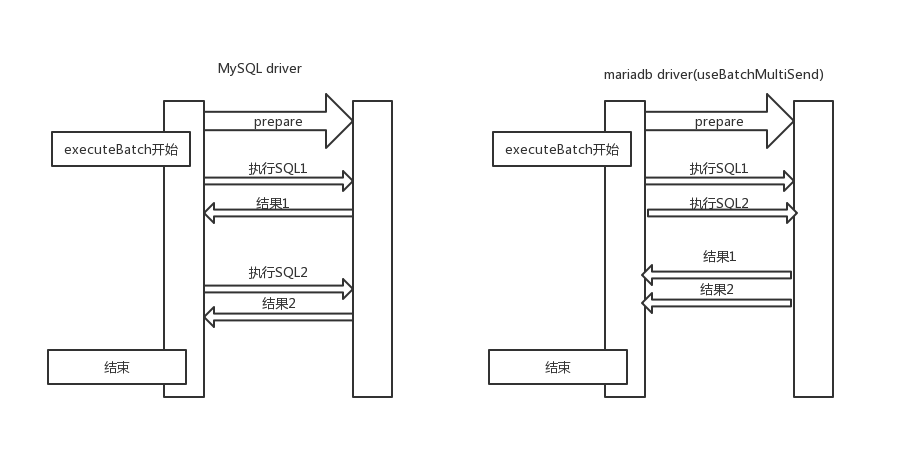 MySQL driver
prepare
executeBatch开始
执行SQL1
结果1
执行SQL2
结果2
结束
mariadb driver(useBatchMultiSend)
prepare
executeBatch开始
执行SQL1
执行SQL2
结果1
结果2
结束